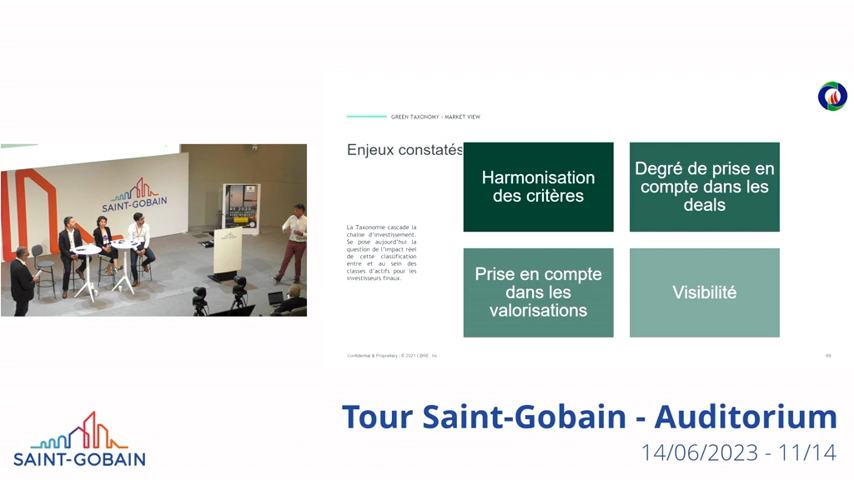 GREEN TAXONOMY - MARKET VIEW
Enjeux constatés
Harmonisation
des critères
Degré de prise en
compte dans les
deals
La Taxonomie cascade la
chaine d'investissement.
Se pose aujourd'hui la
question de l'impact réel
de cette classification
entre et au sein des
classes d'actifs pour les
investisseurs finaux.
Prise en compte
dans les
valorisations
Visibilité
Confidential & Proprietary | © 2021 CBRE, Inc.
SAINT-GOBAIN
Tour Saint-Gobain - Auditorium
14/06/2023 - 11/14
SAINT-GOBAIN